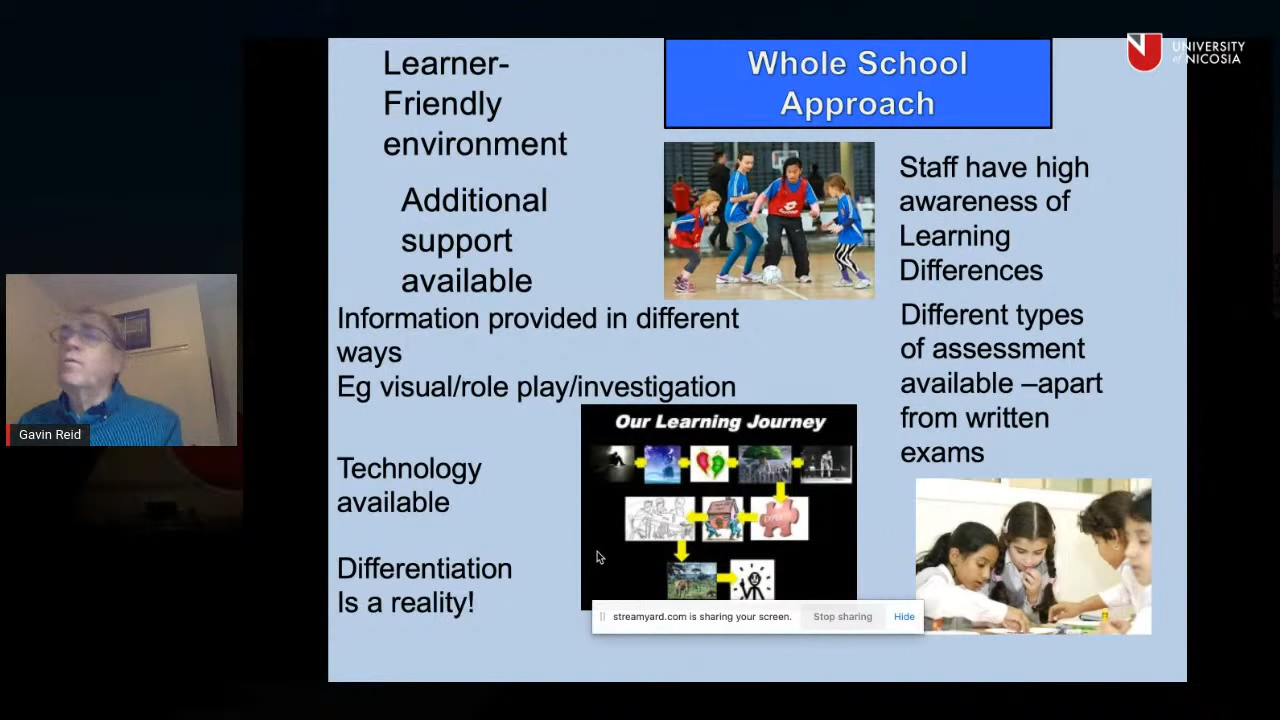 Learner-
Friendly
environment
Whole School
Approach
UNIVERSITY
of NICOSIA
Additional
support
available
Staff have high
awareness of
Learning
Differences
Information provided in different
ways
Eg visual/role play/investigation
Different types
of assessment
available –apart
from written
exams
Gavin Reid
Our Learning Journey
Technology
available
Differentiation
Is a reality!
streamyard.com is sharing your screen.
Stop sharing
Hide